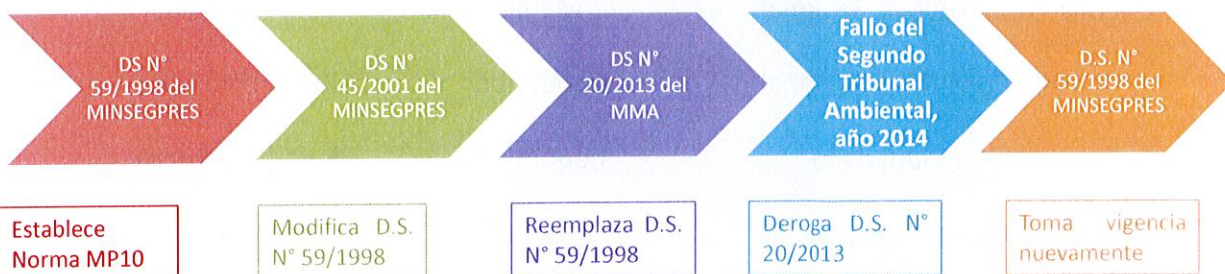 DS N°
59/1998 del
MINSEGPRES
DS N°
45/2001 del
MINSEGPRES
DS N°
20/2013 del
MMA
Fallo del
Segundo
Tribunal
Ambiental,
año 2014
D.S. N°
59/1998 del
MINSEGPRES
Establece
Norma MP10
Modifica D.S.
N° 59/1998
Reemplaza D.S.
N° 59/1998
Deroga D.S. N°
20/2013
Toma vigencia
nuevamente